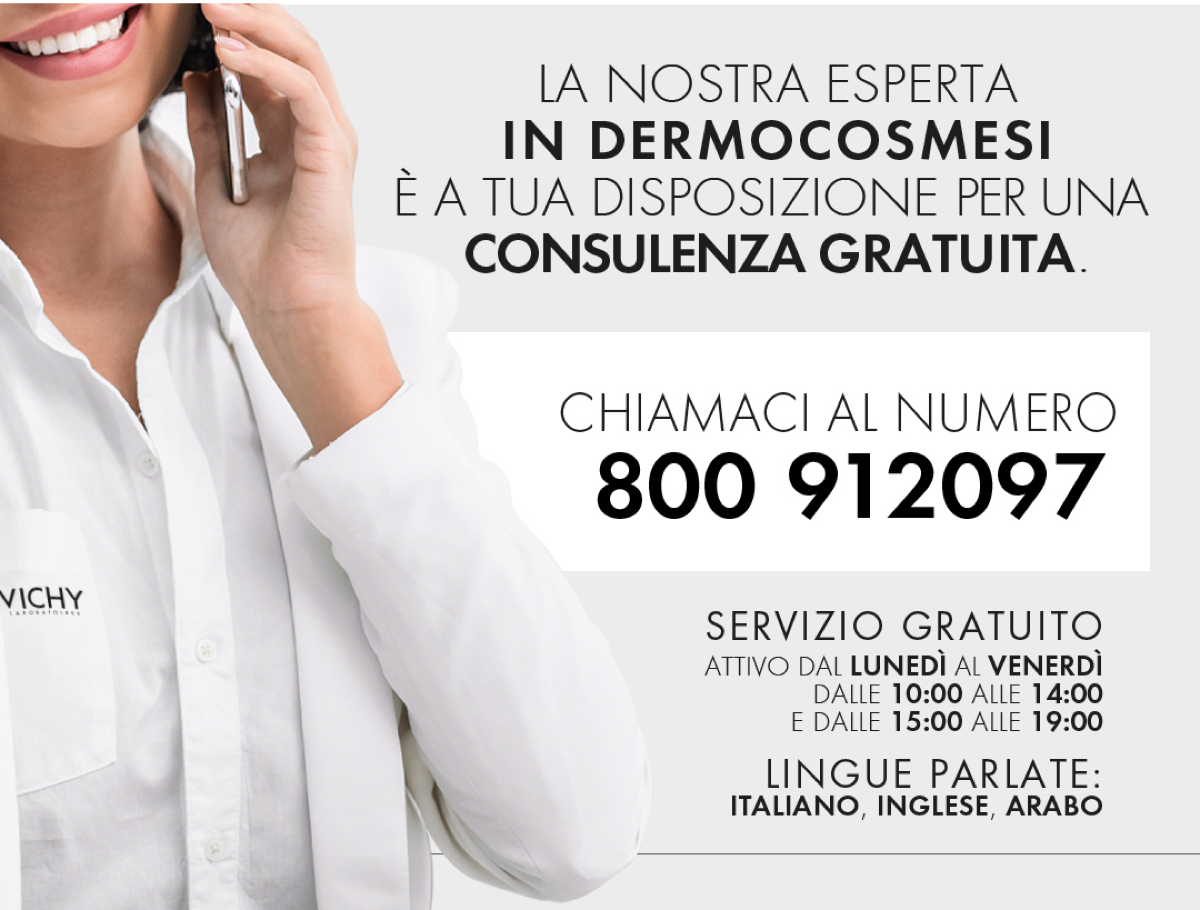 LA NOSTRA ESPERTA
IN DERMOCOSMESI
È A TUA DISPOSIZIONE PER UNA
CONSULENZA GRATUITA.
CHIAMACI AL NUMERO
800 912097
VICHY
LABORATOIRES
SERVIZIO GRATUITO
ATTIVO DAL LUNEDÌ AL VENERDÌ
DALLE 10:00 ALLE 14:00
E DALLE 15:00 ALLE 19:00
LINGUE PARLATE:
ITALIANO, INGLESE, ARABO